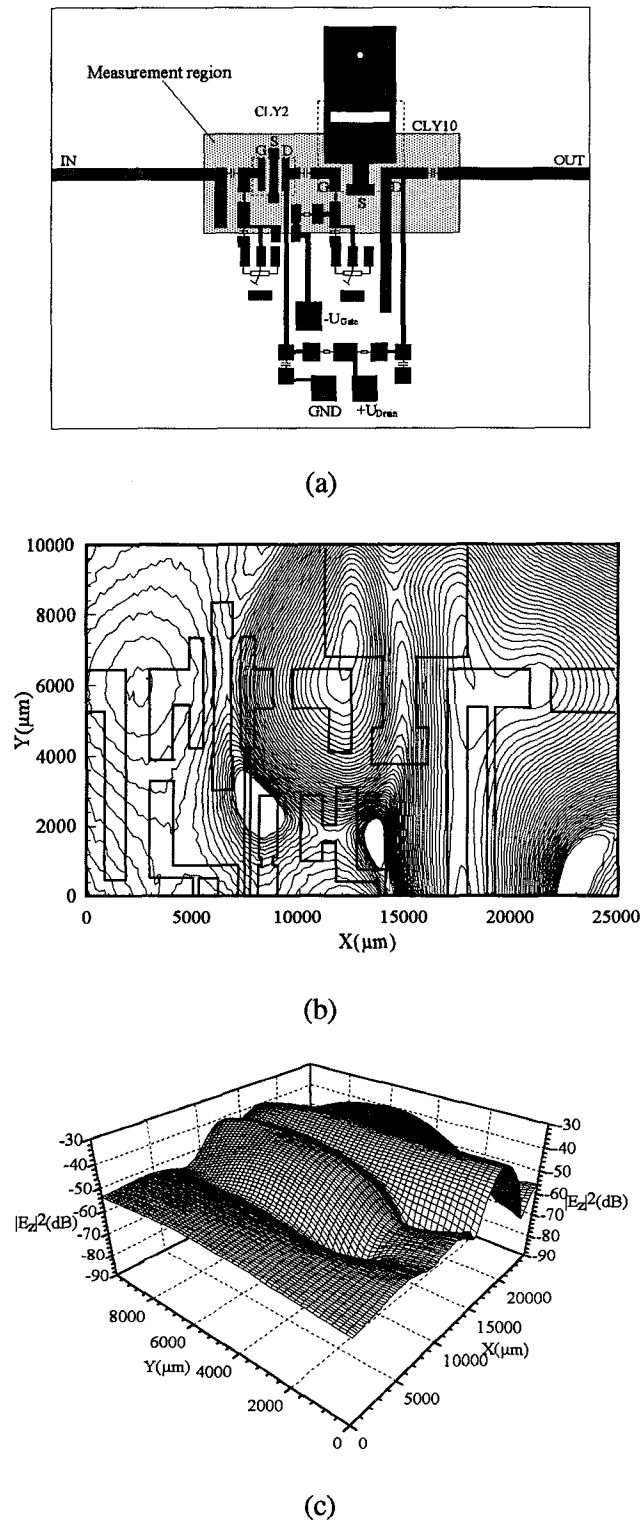 Measurement region
CLY2
CLY10
S
G D
IN
OUT
G
S
D
-U_Gate
GND +U_Drain
(a)
10000
8000
6000
4000
2000
0
Y(µm)
0 5000 10000 15000 20000 25000
X(µm)
(b)
-30
-40
-50
-60
-70
-80
-90
|E_z|^2(dB)
-30
-40
-50
-60
-70
-80
-90
|E_z|^2(dB)
8000
6000
4000
2000
0
Y(µm)
20000
15000
10000
5000
0
X(µm)
(c)